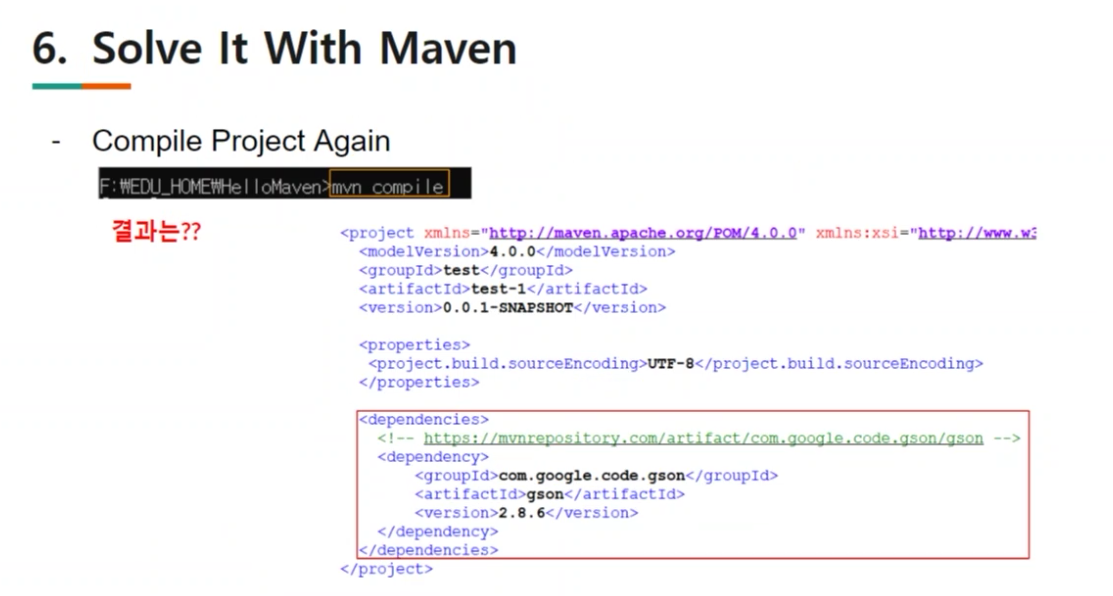 6. Solve It With Maven
- Compile Project Again
F:₩EDU_HOME₩HelloMaven>mvn compile
결과는??
<project xmlns="http://maven.apache.org/POM/4.0.0" xmlns:xsi="http://www.w3
<modelVersion>4.0.0</modelVersion>
<groupId>test</groupId>
<artifactId>test-1</artifactId>
<version>0.0.1-SNAPSHOT</version>
<properties>
<project.build.sourceEncoding>UTF-8</project.build.sourceEncoding>
</properties>
<dependencies>
<!-- https://mvnrepository.com/artifact/com.google.code.gson/gson -->
<dependency>
<groupId>com.google.code.gson</groupId>
<artifactId>gson</artifactId>
<version>2.8.6</version>
</dependency>
</dependencies>
</project>